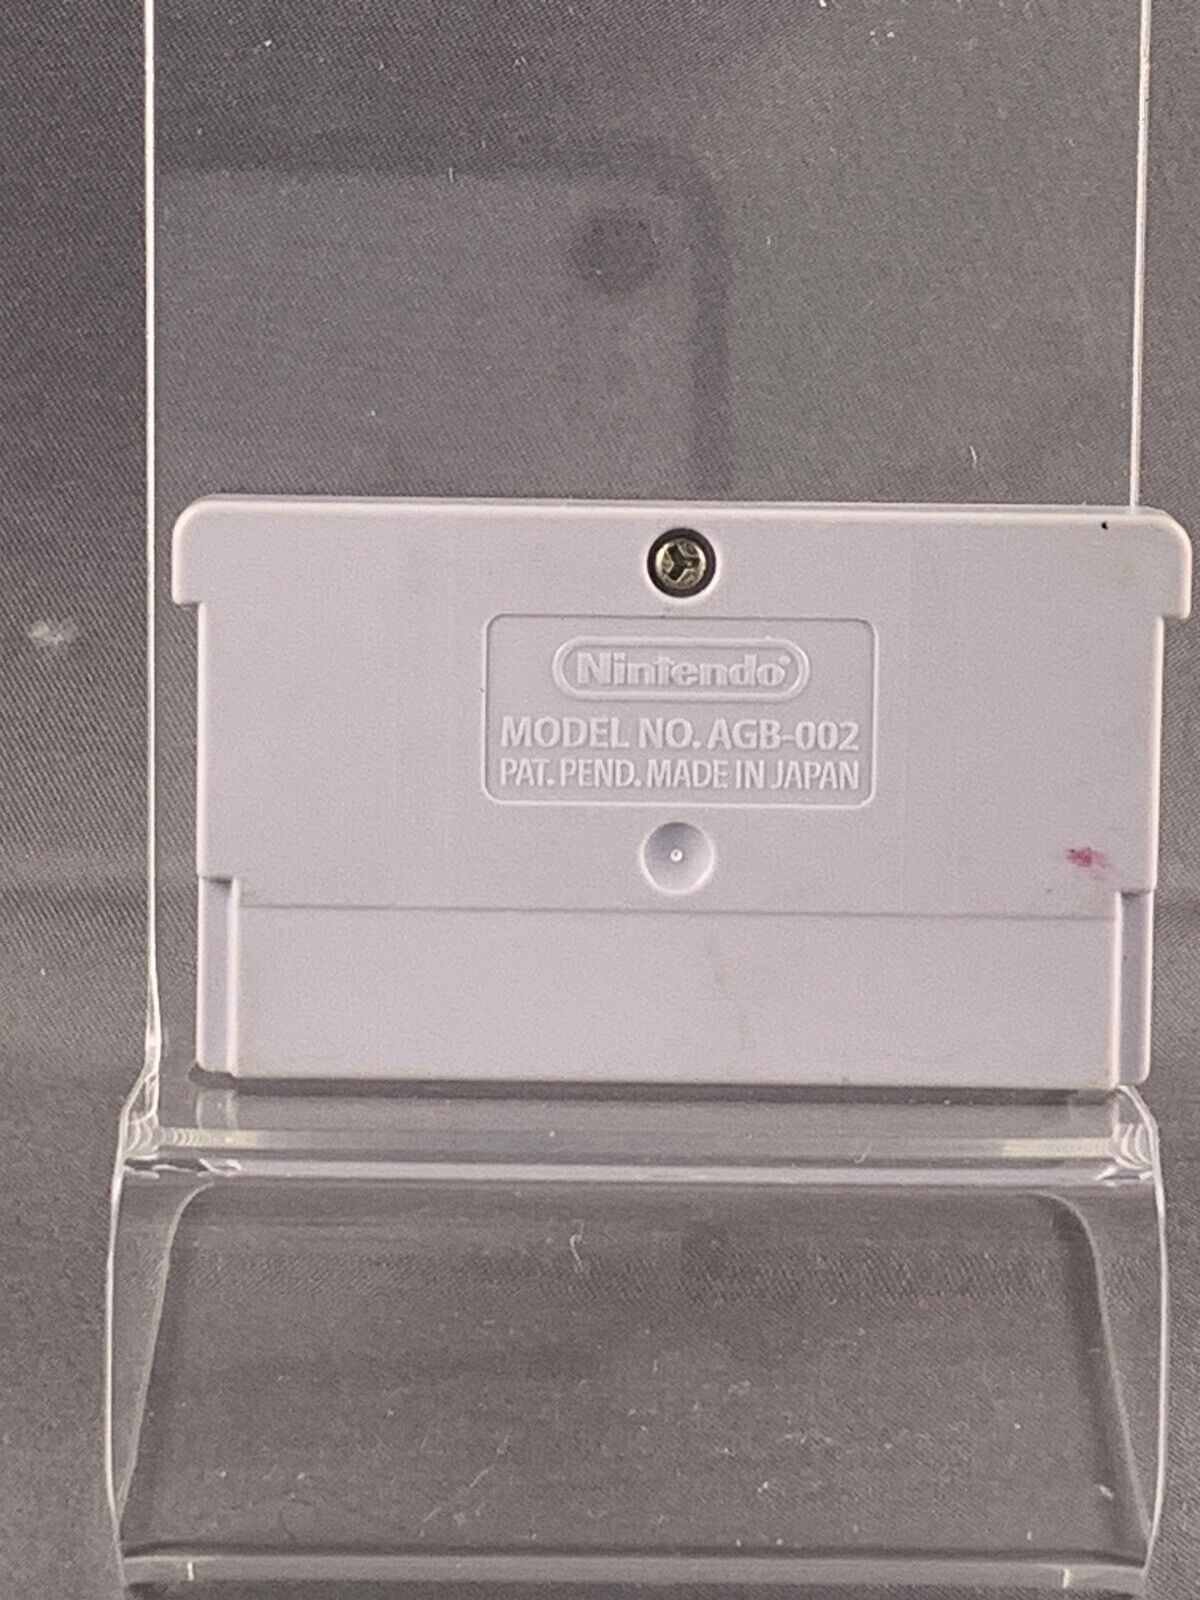 Nintendo®
MODEL NO. AGB-002
PAT. PEND. MADE IN JAPAN